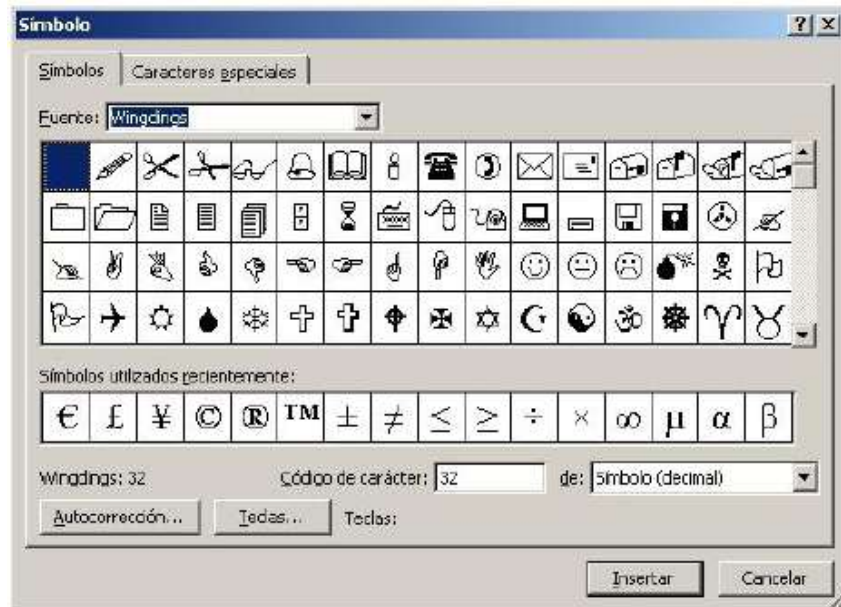 Símbolo
Símbolos Caracteres especiales
Fuente: Wingdings
Símbolos utilizados recientemente:
€ £ ¥ © ® ™ ± ≠ ≤ ≥ ÷ × ∞ µ α β
Wingdings: 32 Código de carácter: 32 de: Símbolo (decimal)
Autocorrección... Teclas... Teclas:
Insertar Cancelar